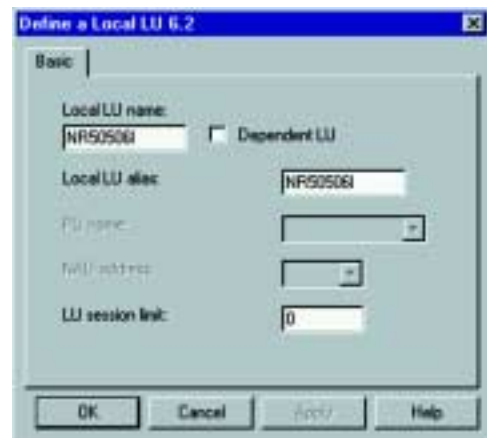 Define a Local LU 6.2
Basic
Local LU name:
NR50506I
Dependent LU
Local LU alias:
NR50506I
PU name:
NAU address:
LU session limit:
0
OK
Cancel
Apply
Help